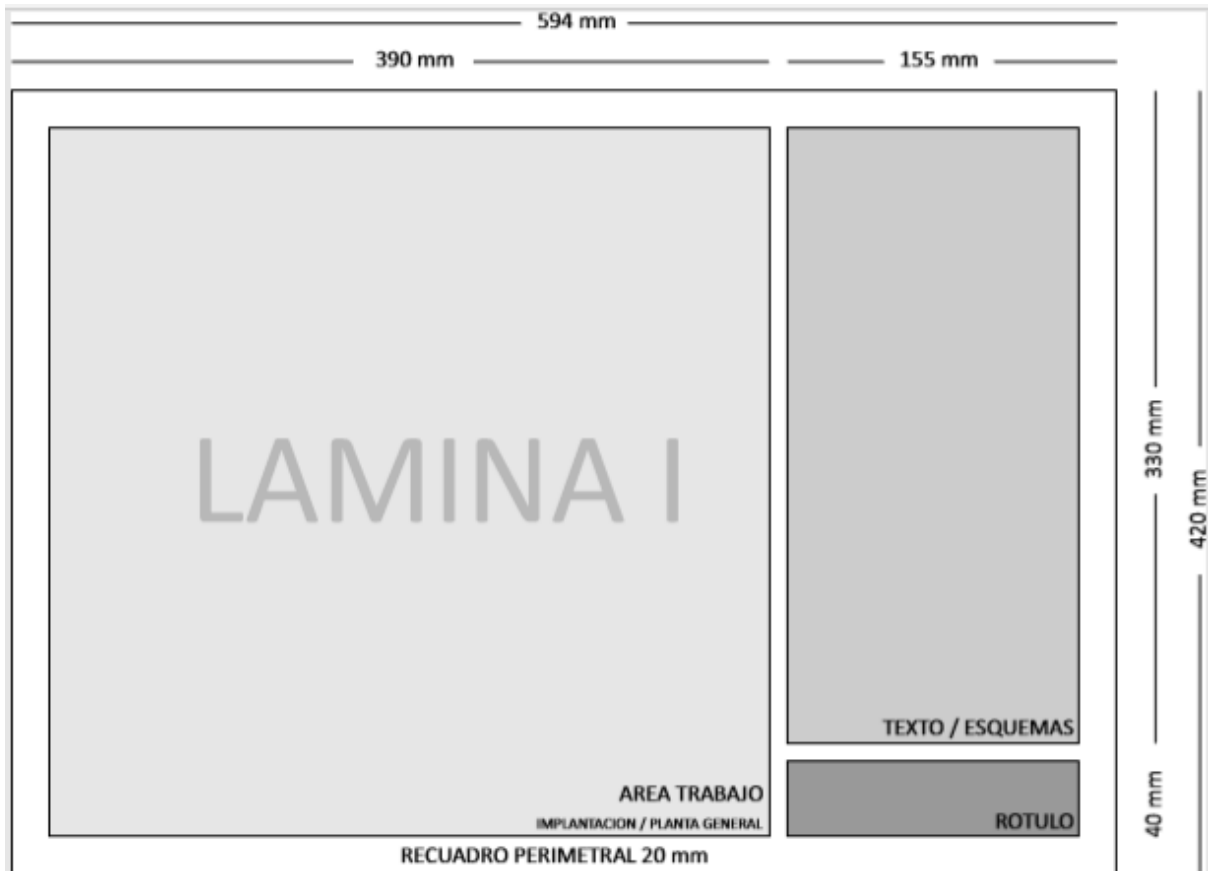 594 mm
390 mm
155 mm
LAMINA I
330 mm
420 mm
TEXTO / ESQUEMAS
AREA TRABAJO
IMPLANTACION / PLANTA GENERAL
40 mm
ROTULO
RECUADRO PERIMETRAL 20 mm